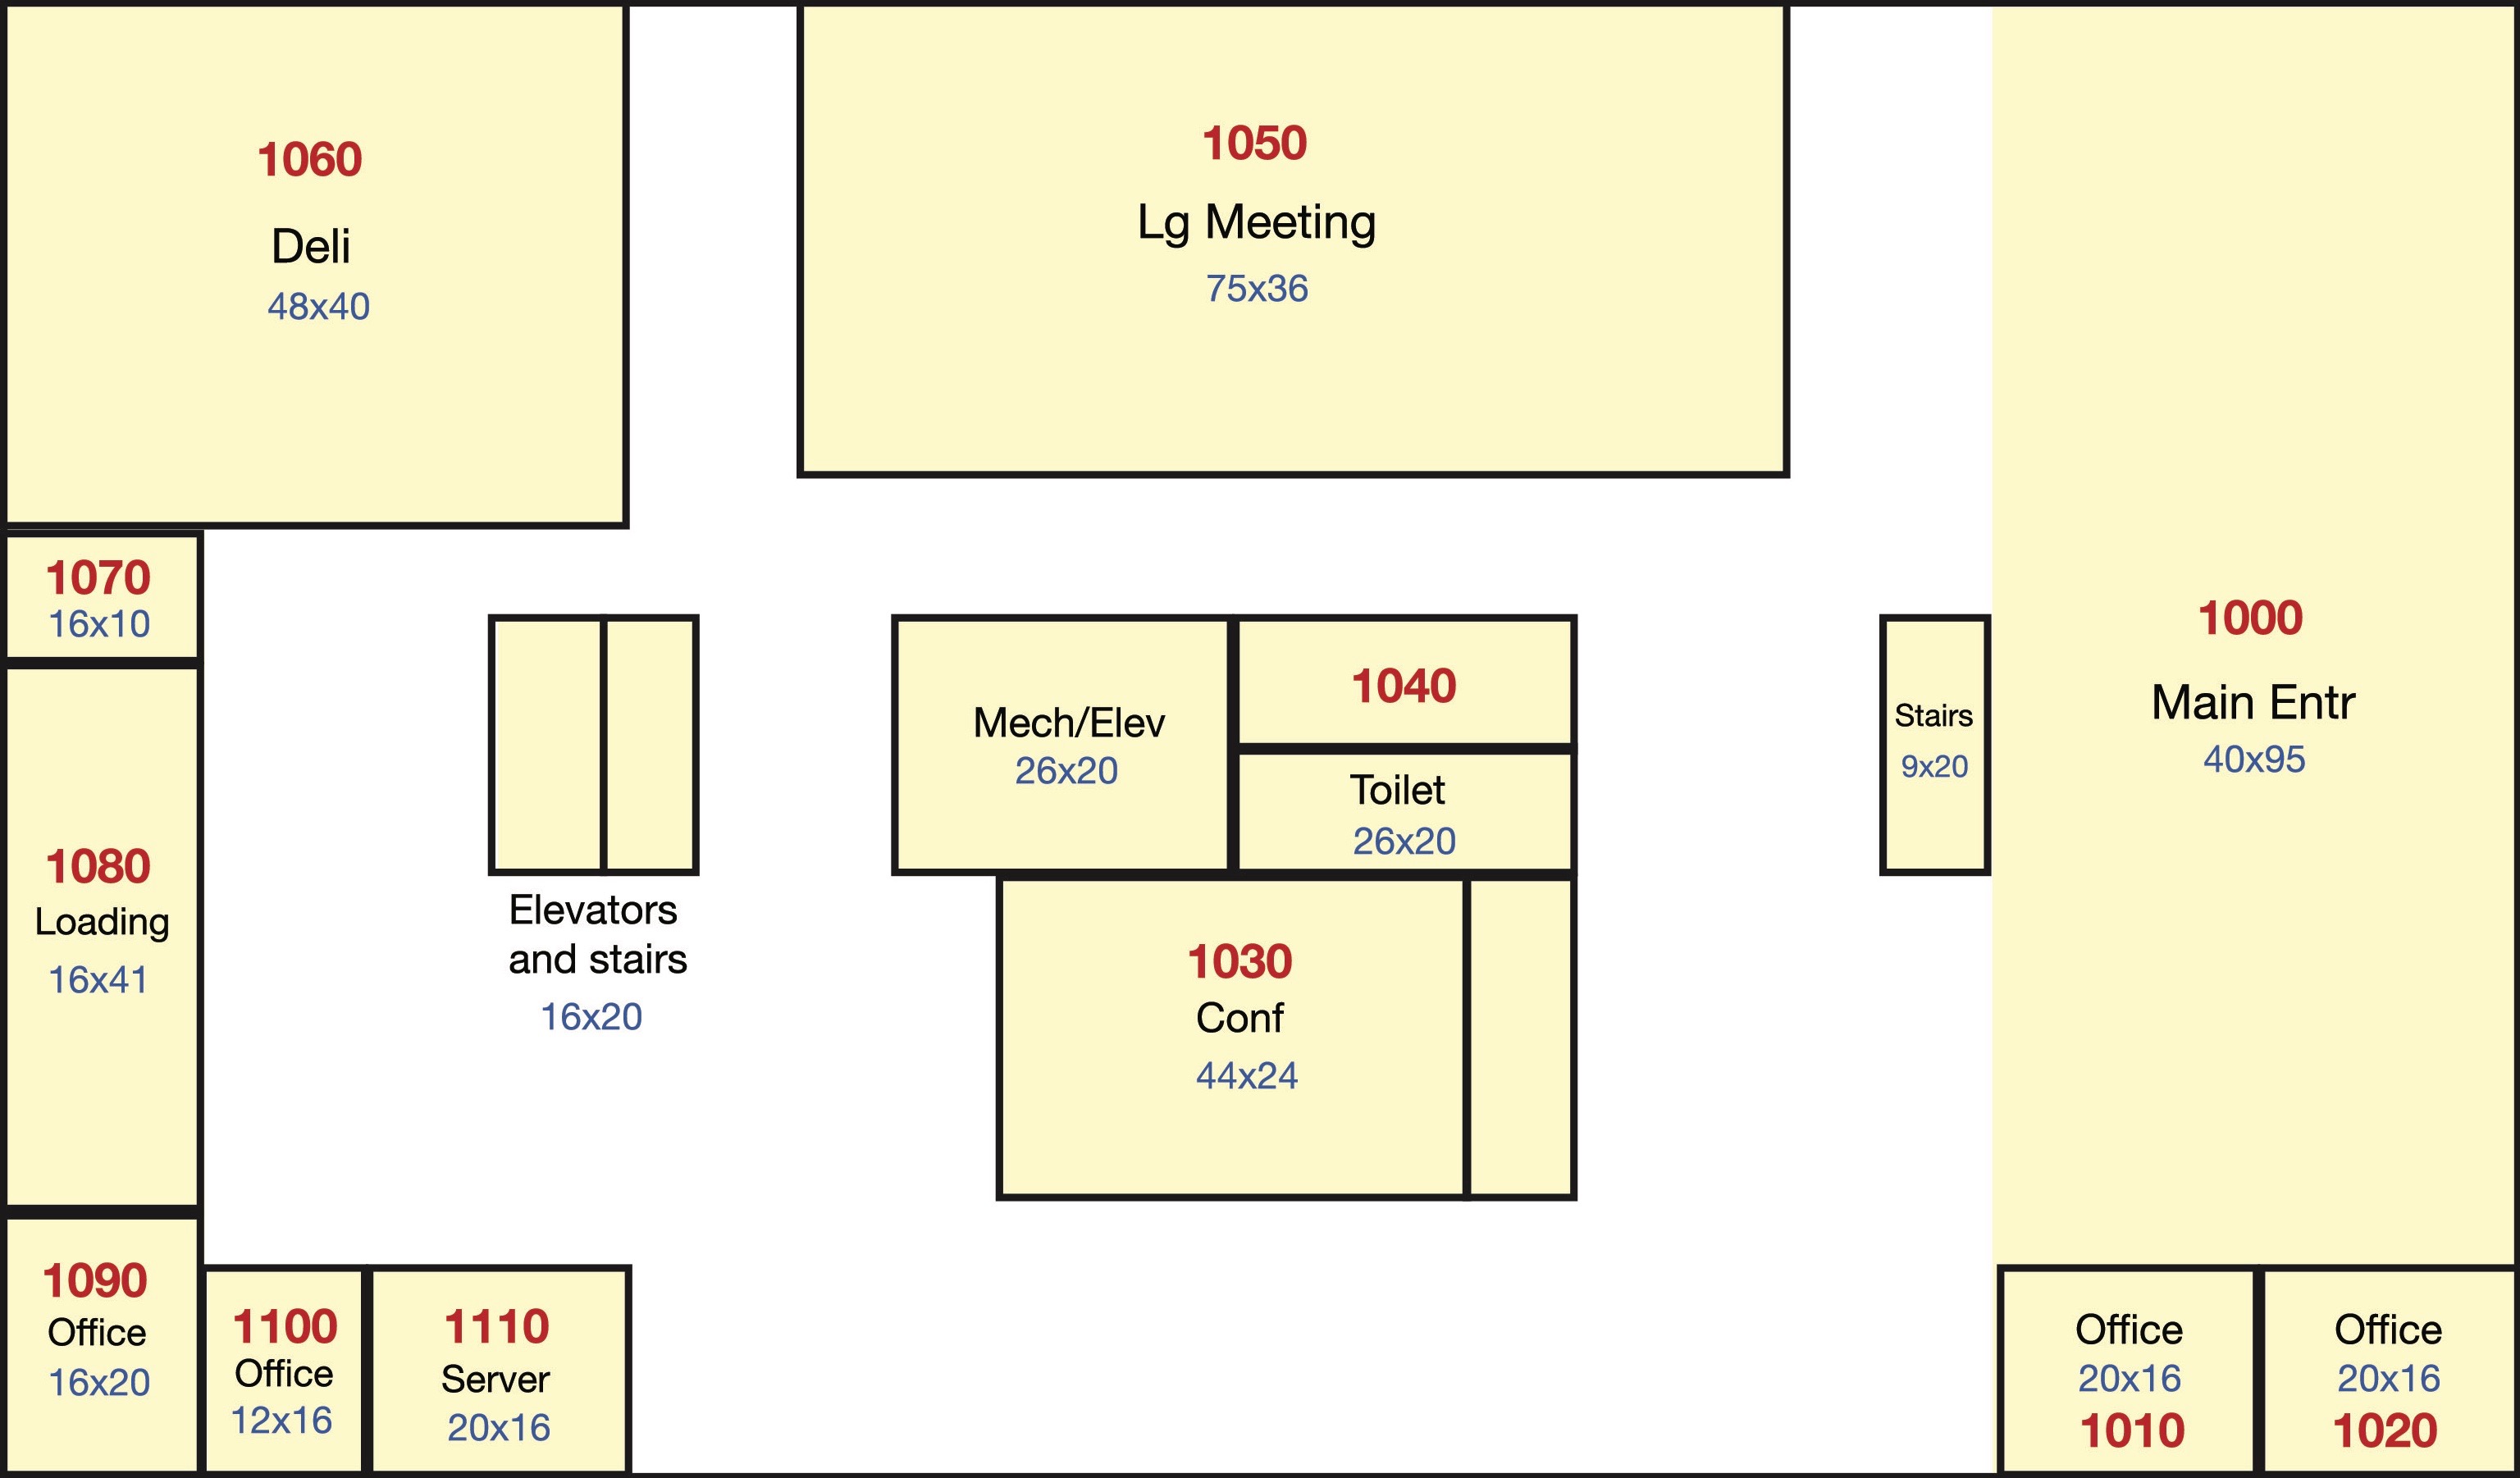 1060
Deli
48x40
1050
Lg Meeting
75x36
1070
16x10
1080
Loading
16x41
Elevators
and stairs
16x20
Mech/Elev
26x20
1040
Toilet
26x20
1030
Conf
44x24
Stairs
9x20
1000
Main Entr
40x95
1090
Office
16x20
1100
Office
12x16
1110
Server
20x16
Office
20x16
1010
Office
20x16
1020